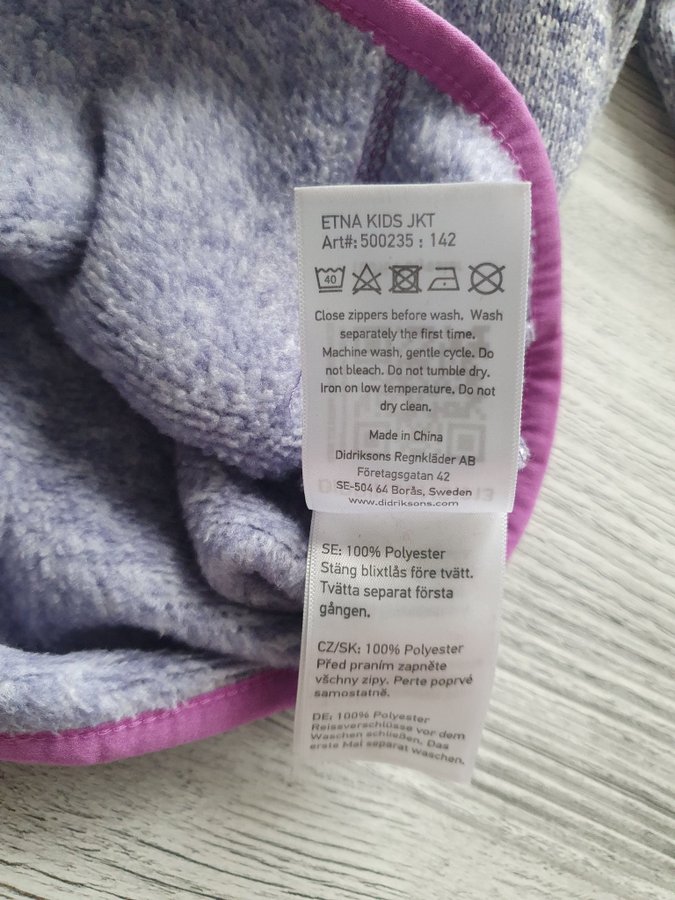 ETNA KIDS JKT
Art#: 500235 : 142
40
Close zippers before wash. Wash
separately the first time.
Machine wash, gentle cycle. Do
not bleach. Do not tumble dry.
Iron on low temperature. Do not
dry clean.
Made in China
Didriksons Regnkläder AB
Företagsgatan 42
SE-504 64 Borås, Sweden
www.didriksons.com
SE: 100% Polyester
Stäng blixtlås före tvätt.
Tvätta separat första
gången.
CZ/SK: 100% Polyester
Před praním zapněte
všchny zipy. Perte poprvé
samostatně.
DE: 100% Polyester
Reissverschlüsse vor dem
Waschen schließen. Das
erste Mal separat waschen.